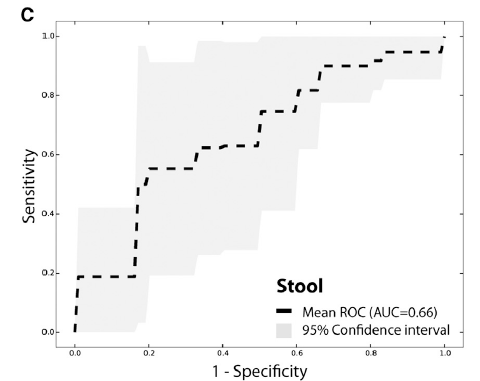 C
1.0
0.8
0.6
0.4
0.2
0.0
Sensitivity
Stool
Mean ROC (AUC=0.66)
95% Confidence interval
0.0 0.2 0.4 0.6 0.8 1.0
1 - Specificity